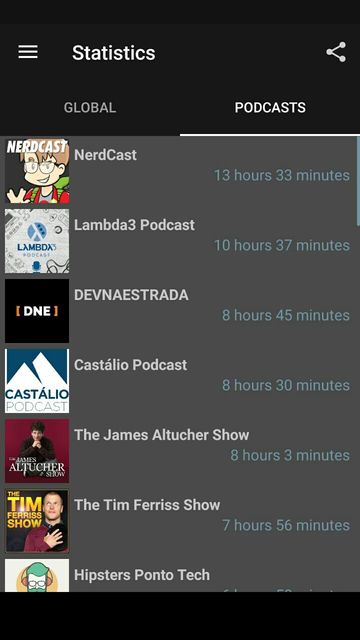 Statistics
GLOBAL
PODCASTS
NERDCAST
NerdCast
13 hours 33 minutes
LAMBDA3
PODCAST
Lambda3 Podcast
10 hours 37 minutes
[ DNE ]
DEVNAESTRADA
8 hours 45 minutes
CASTÁLIO
PODCAST
Castálio Podcast
8 hours 30 minutes
THE JAMES
ALTUCHER
SHOW
The James Altucher Show
8 hours 3 minutes
THE
TIM
FERRISS
SHOW
The Tim Ferriss Show
7 hours 56 minutes
Hipsters Ponto Tech